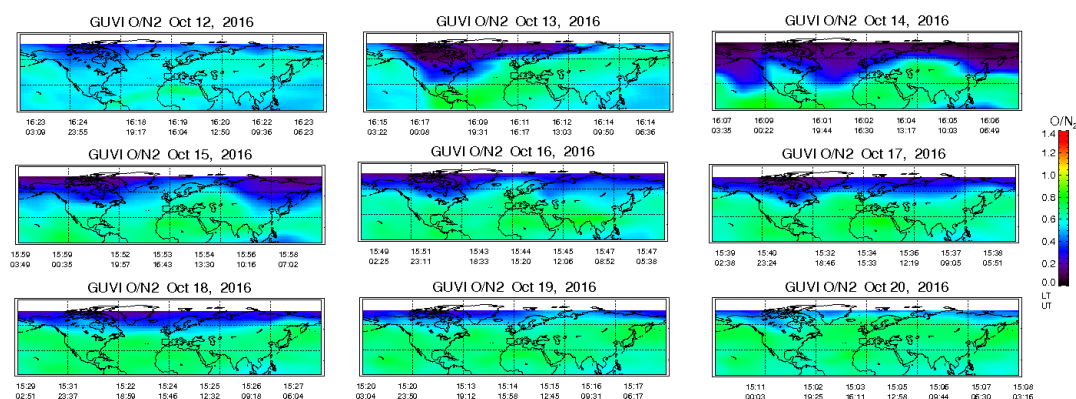 GUVI O/N2 Oct 12, 2016
16:23 16:24 16:18 16:19 16:20 16:22 16:23
03:09 23:55 19:17 16:04 12:50 09:36 06:23
GUVI O/N2 Oct 13, 2016
16:15 16:17 16:09 16:11 16:12 16:14 16:14
03:22 00:08 19:31 16:17 13:03 09:50 06:36
GUVI O/N2 Oct 14, 2016
16:07 16:09 16:01 16:02 16:04 16:05 16:06
03:35 00:22 19:44 16:30 13:17 10:03 06:49
GUVI O/N2 Oct 15, 2016
15:59 15:59 15:52 15:53 15:54 15:56 15:58
03:49 00:35 19:57 16:43 13:30 10:16 07:02
GUVI O/N2 Oct 16, 2016
15:49 15:51 15:43 15:44 15:45 15:47 15:47
02:25 23:11 18:33 15:20 12:06 08:52 05:38
GUVI O/N2 Oct 17, 2016
15:39 15:40 15:32 15:33 15:36 15:37 15:38
02:38 23:24 18:46 15:33 12:19 09:05 05:51
GUVI O/N2 Oct 18, 2016
15:29 15:31 15:22 15:24 15:25 15:26 15:27
02:51 23:37 18:59 15:46 12:32 09:18 06:04
GUVI O/N2 Oct 19, 2016
15:20 15:20 15:13 15:14 15:15 15:16 15:17
03:04 23:50 19:12 15:58 12:45 09:31 06:17
GUVI O/N2 Oct 20, 2016
15:11 15:02 15:03 15:05 15:06 15:07 15:08
00:03 19:25 16:11 12:58 09:44 06:30 03:16
O/N2
1.4
1.2
1.0
0.8
0.6
0.4
0.2
0.0
LT
UT